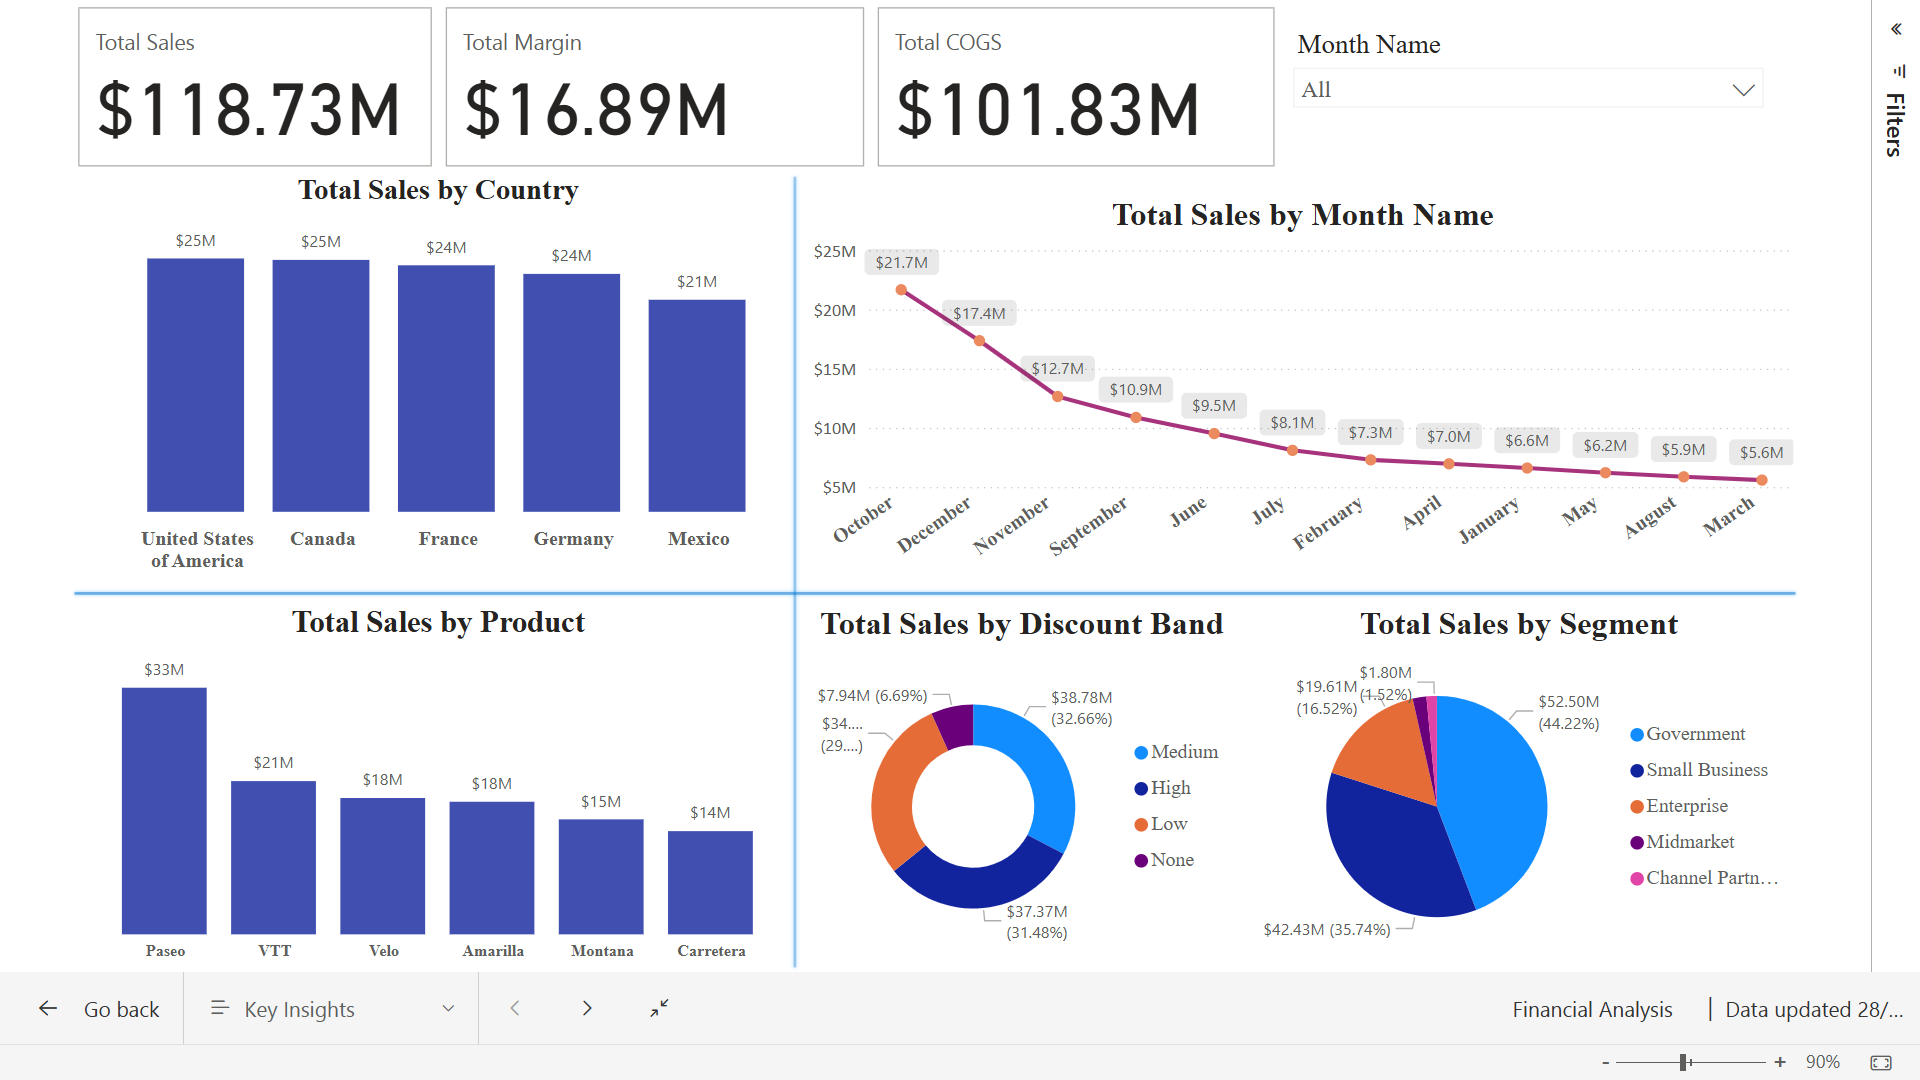 Total Sales
$118.73M
Total Margin
$16.89M
Total COGS
$101.83M
Month Name
All
Filters
Total Sales by Country
$25M
$25M
$24M
$24M
$21M
United States
of America
Canada
France
Germany
Mexico
Total Sales by Month Name
$25M
$20M
$15M
$10M
$5M
$21.7M
$17.4M
$12.7M
$10.9M
$9.5M
$8.1M
$7.3M
$7.0M
$6.6M
$6.2M
$5.9M
$5.6M
October
December
November
September
June
July
February
April
January
May
August
March
Total Sales by Product
$33M
$21M
$18M
$18M
$15M
$14M
Paseo
VTT
Velo
Amarilla
Montana
Carretera
Total Sales by Discount Band
$7.94M (6.69%)
$34....
(29....)
$38.78M
(32.66%)
$37.37M
(31.48%)
Medium
High
Low
None
Total Sales by Segment
$1.80M
(1.52%)
$19.61M
(16.52%)
$52.50M
(44.22%)
$42.43M (35.74%)
Government
Small Business
Enterprise
Midmarket
Channel Partn…
Go back
Key Insights
Financial Analysis
| Data updated 28/...
- + 90%